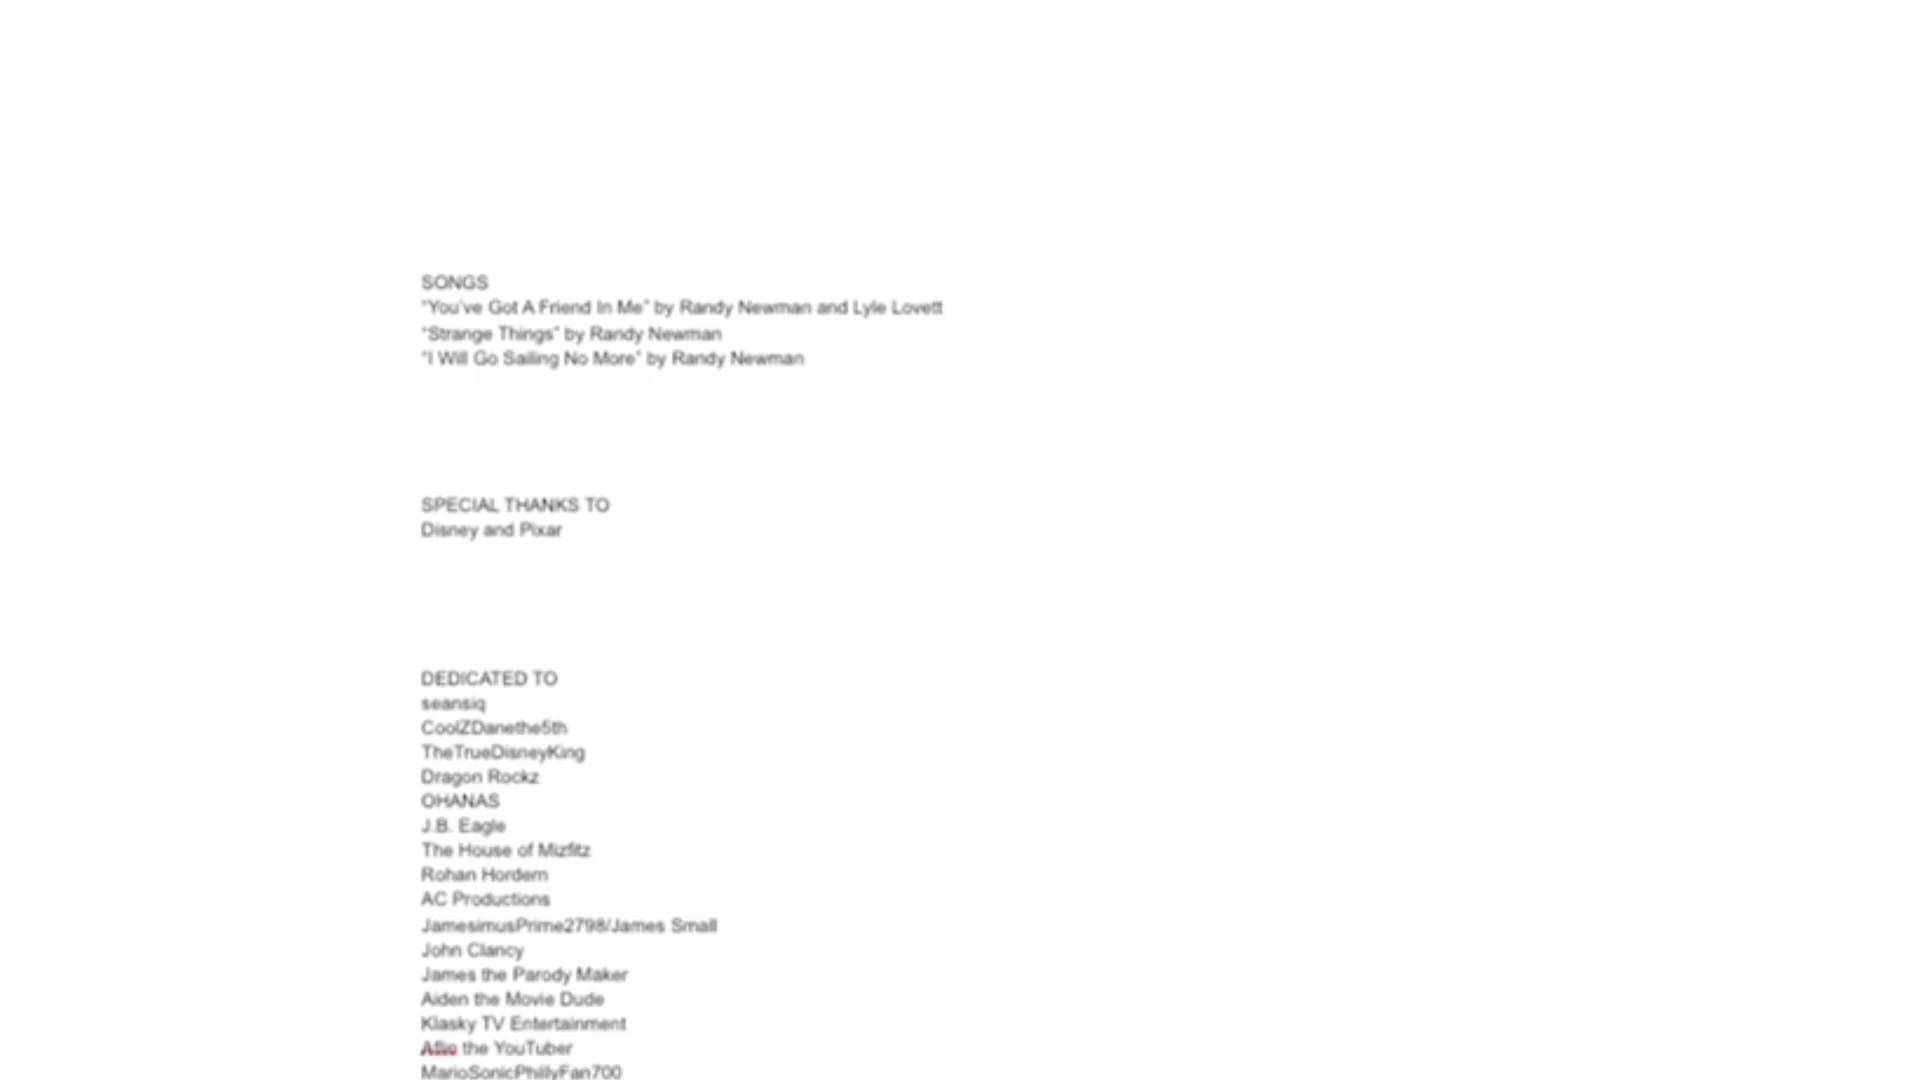 SONGS
“You’ve Got A Friend In Me” by Randy Newman and Lyle Lovett
“Strange Things” by Randy Newman
“I Will Go Sailing No More” by Randy Newman
SPECIAL THANKS TO
Disney and Pixar
DEDICATED TO
seansiq
CoolZDanethe5th
TheTrueDisneyKing
Dragon Rockz
OHANAS
J.B. Eagle
The House of Mizfitz
Rohan Hordern
AC Productions
JamesimusPrime2798/James Small
John Clancy
James the Parody Maker
Aiden the Movie Dude
Klasky TV Entertainment
the YouTuber
MarioSonicPhillyFan700